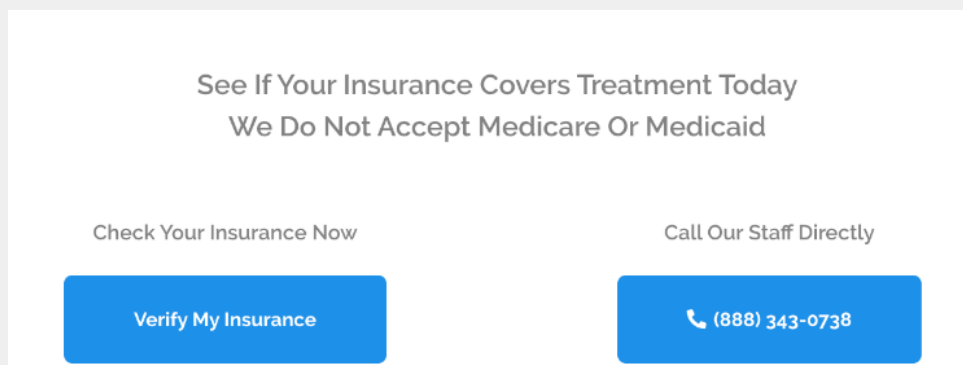 See If Your Insurance Covers Treatment Today
We Do Not Accept Medicare Or Medicaid
Check Your Insurance Now
Call Our Staff Directly
Verify My Insurance
(888) 343-0738